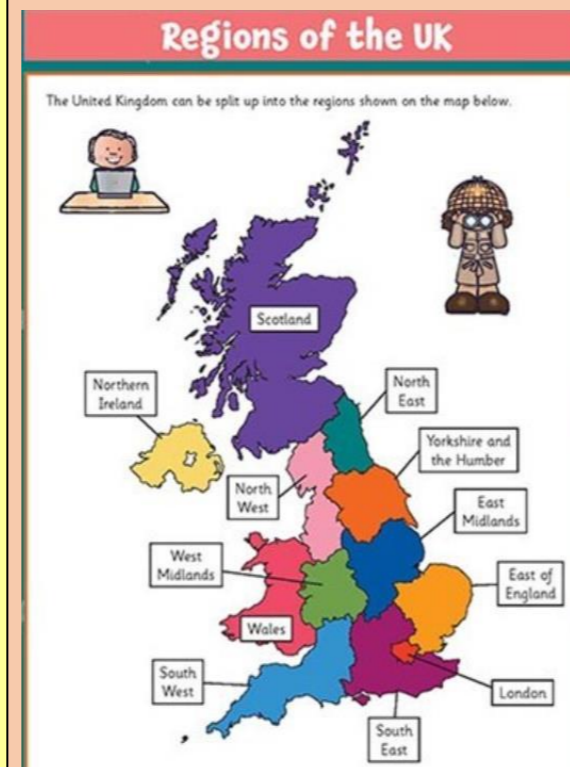 Regions of the UK
The United Kingdom can be split up into the regions shown on the map below.
Scotland
Northern
Ireland
North
East
Yorkshire and
the Humber
North
West
East
Midlands
West
Midlands
East of
England
Wales
South
West
London
South
East